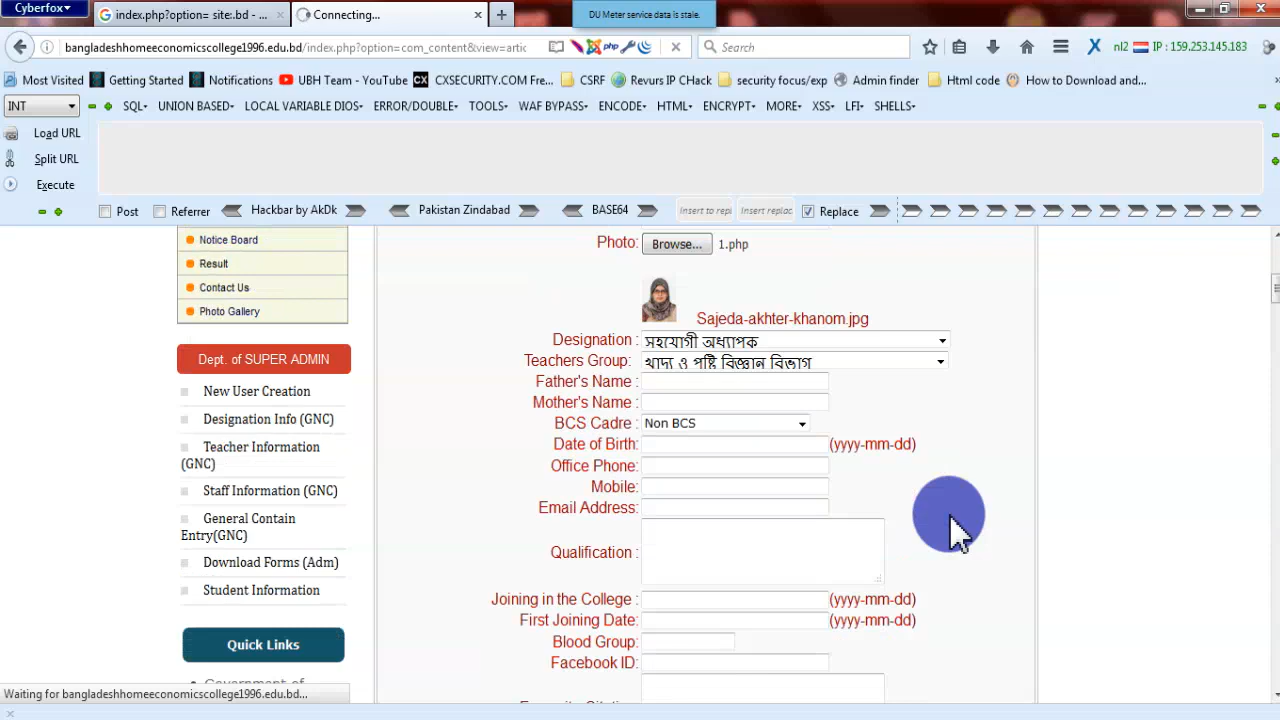 Cyberfox
index.php?option= site:.bd - ...
Connecting...
DU Meter service data is stale.
bangladeshhomeeconomicscollege1996.edu.bd/index.php?option=com_content&view=artic
php
Search
nl2
IP : 159.253.145.183
Most Visited
Getting Started
Notifications
UBH Team - YouTube
CX
CXSECURITY.COM Fre...
CSRF
Revurs IP CHack
security focus/exp
Admin finder
Html code
How to Download and...
INT
SQL
UNION BASED
LOCAL VARIABLE DIOS
ERROR/DOUBLE
TOOLS
WAF BYPASS
ENCODE
HTML
ENCRYPT
MORE
XSS
LFI
SHELLS
Load URL
Split URL
Execute
Post
Referrer
Hackbar by AkDk
Pakistan Zindabad
BASE64
Insert to repl
Insert replac
Replace
Notice Board
Result
Contact Us
Photo Gallery
Dept. of SUPER ADMIN
New User Creation
Designation Info (GNC)
Teacher Information
(GNC)
Staff Information (GNC)
General Contain
Entry(GNC)
Download Forms (Adm)
Student Information
Quick Links
Government of
Photo: Browse... 1.php
Sajeda-akhter-khanom.jpg
Designation : সহযোগী অধ্যাপক
Teachers Group: খাদ্য ও পুষ্টি বিজ্ঞান বিভাগ
Father's Name :
Mother's Name :
BCS Cadre : Non BCS
Date of Birth: (yyyy-mm-dd)
Office Phone:
Mobile:
Email Address:
Qualification :
Joining in the College : (yyyy-mm-dd)
First Joining Date: (yyyy-mm-dd)
Blood Group:
Facebook ID:
Waiting for bangladeshhomeeconomicscollege1996.edu.bd...